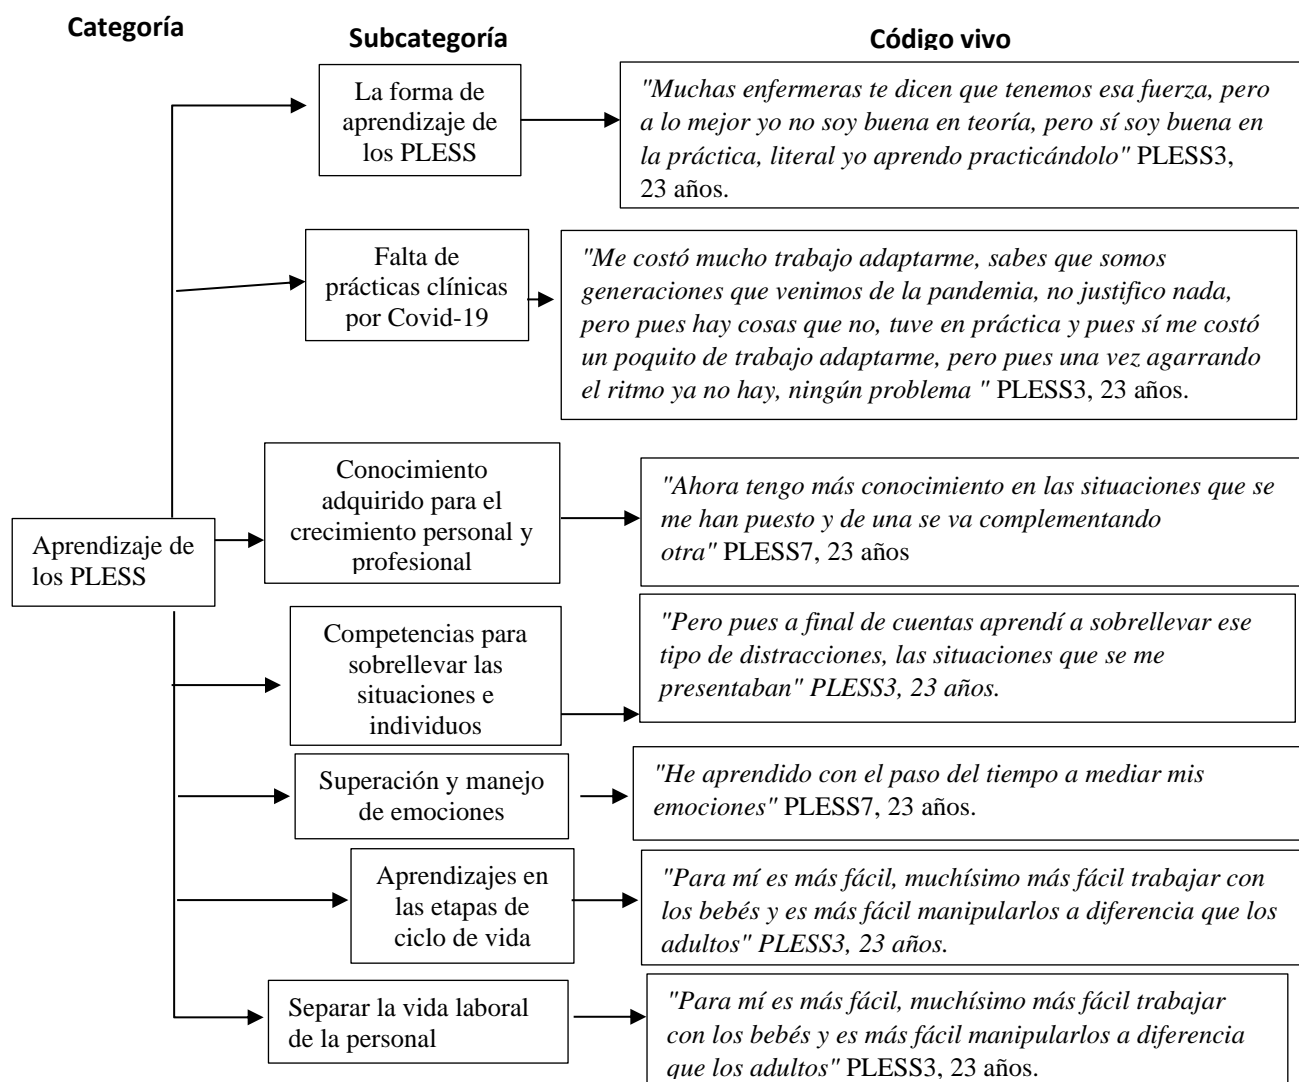 Categoría
Subcategoría
Código vivo
La forma de
aprendizaje de
los PLESS
"Muchas enfermeras te dicen que tenemos esa fuerza, pero
a lo mejor yo no soy buena en teoría, pero sí soy buena en
la práctica, literal yo aprendo practicándolo" PLESS3,
23 años.
Falta de
prácticas clínicas
por Covid-19
"Me costó mucho trabajo adaptarme, sabes que somos
generaciones que venimos de la pandemia, no justifico nada,
pero pues hay cosas que no, tuve en práctica y pues sí me costó
un poquito de trabajo adaptarme, pero pues una vez agarrando
el ritmo ya no hay, ningún problema " PLESS3, 23 años.
Aprendizaje de
los PLESS
Conocimiento
adquirido para el
crecimiento personal y
profesional
"Ahora tengo más conocimiento en las situaciones que se
me han puesto y de una se va complementando
otra" PLESS7, 23 años
Competencias para
sobrellevar las
situaciones e
individuos
"Pero pues a final de cuentas aprendí a sobrellevar ese
tipo de distracciones, las situaciones que se me
presentaban" PLESS3, 23 años.
Superación y manejo
de emociones
"He aprendido con el paso del tiempo a mediar mis
emociones" PLESS7, 23 años.
Aprendizajes en
las etapas de
ciclo de vida
"Para mí es más fácil, muchísimo más fácil trabajar con
los bebés y es más fácil manipularlos a diferencia que los
adultos" PLESS3, 23 años.
Separar la vida laboral
de la personal
"Para mí es más fácil, muchísimo más fácil trabajar
con los bebés y es más fácil manipularlos a diferencia
que los adultos" PLESS3, 23 años.